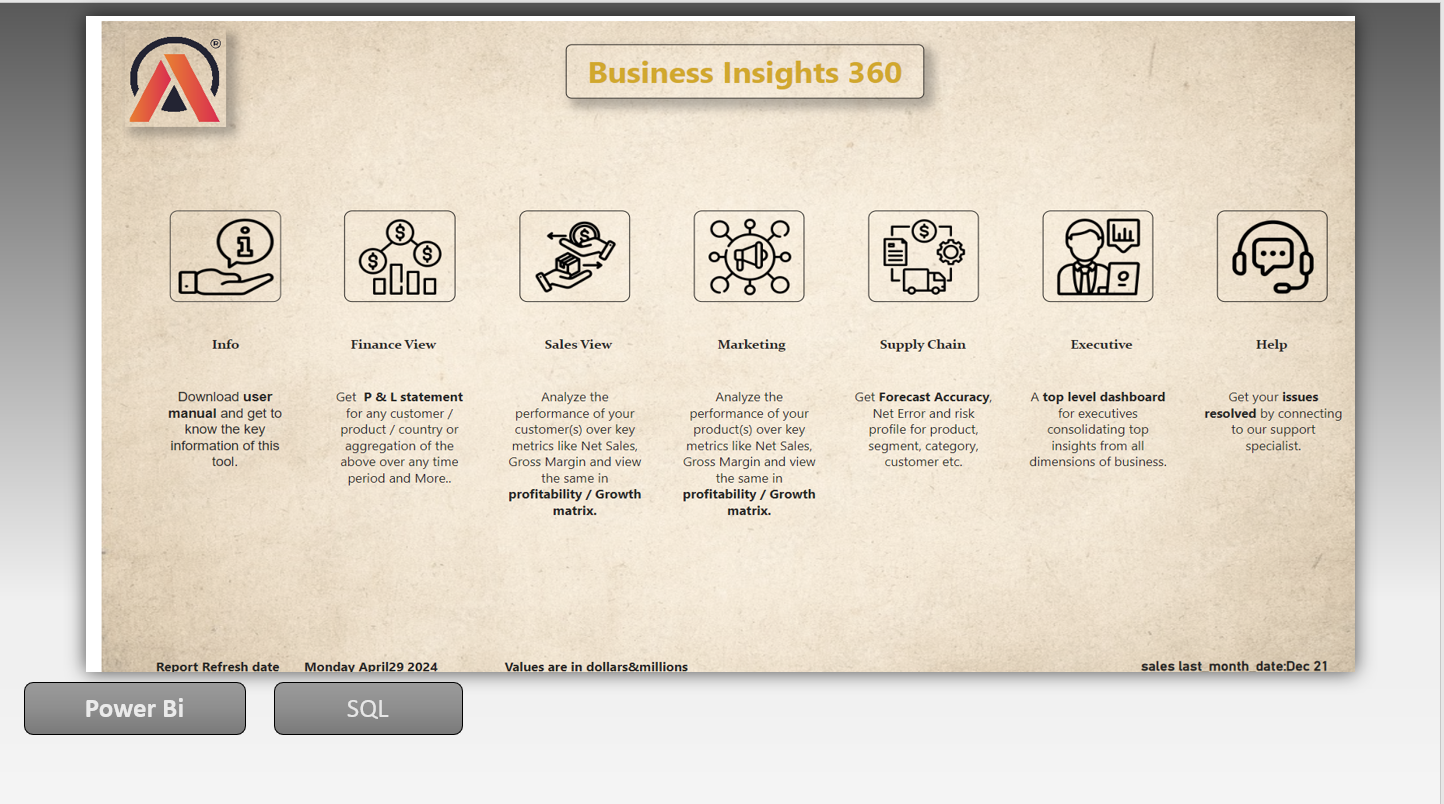 ®
Business Insights 360
Info
Finance View
Sales View
Marketing
Supply Chain
Executive
Help
Download user
manual and get to
know the key
information of this
tool.
Get P & L statement
for any customer /
product / country or
aggregation of the
above over any time
period and More..
Analyze the
performance of your
customer(s) over key
metrics like Net Sales,
Gross Margin and view
the same in
profitability / Growth
matrix.
Analyze the
performance of your
product(s) over key
metrics like Net Sales,
Gross Margin and view
the same in
profitability / Growth
matrix.
Get Forecast Accuracy,
Net Error and risk
profile for product,
segment, category,
customer etc.
A top level dashboard
for executives
consolidating top
insights from all
dimensions of business.
Get your issues
resolved by connecting
to our support
specialist.
Report Refresh date
Monday April29 2024
Values are in dollars&millions
sales last_month_date:Dec 21
Power Bi
SQL